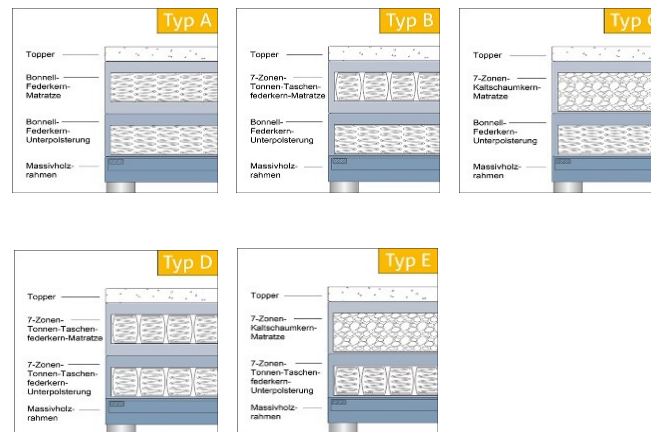 Typ A
Topper
Bonnell-
Federkern-
Matratze
Bonnell-
Federkern-
Unterpolsterung
Massivholz-
rahmen
Typ B
Topper
7-Zonen-
Tonnen-Taschen-
federkern-Matratze
Bonnell-
Federkern-
Unterpolsterung
Massivholz-
rahmen
Typ C
Topper
7-Zonen-
Kaltschaumkern-
Matratze
Bonnell-
Federkern-
Unterpolsterung
Massivholz-
rahmen
Typ D
Topper
7-Zonen-
Tonnen-Taschen-
federkern-Matratze
7-Zonen-
Tonnen-Taschen-
federkern-
Unterpolsterung
Massivholz-
rahmen
Typ E
Topper
7-Zonen-
Kaltschaumkern-
Matratze
7-Zonen-
Tonnen-Taschen-
federkern-
Unterpolsterung
Massivholz-
rahmen